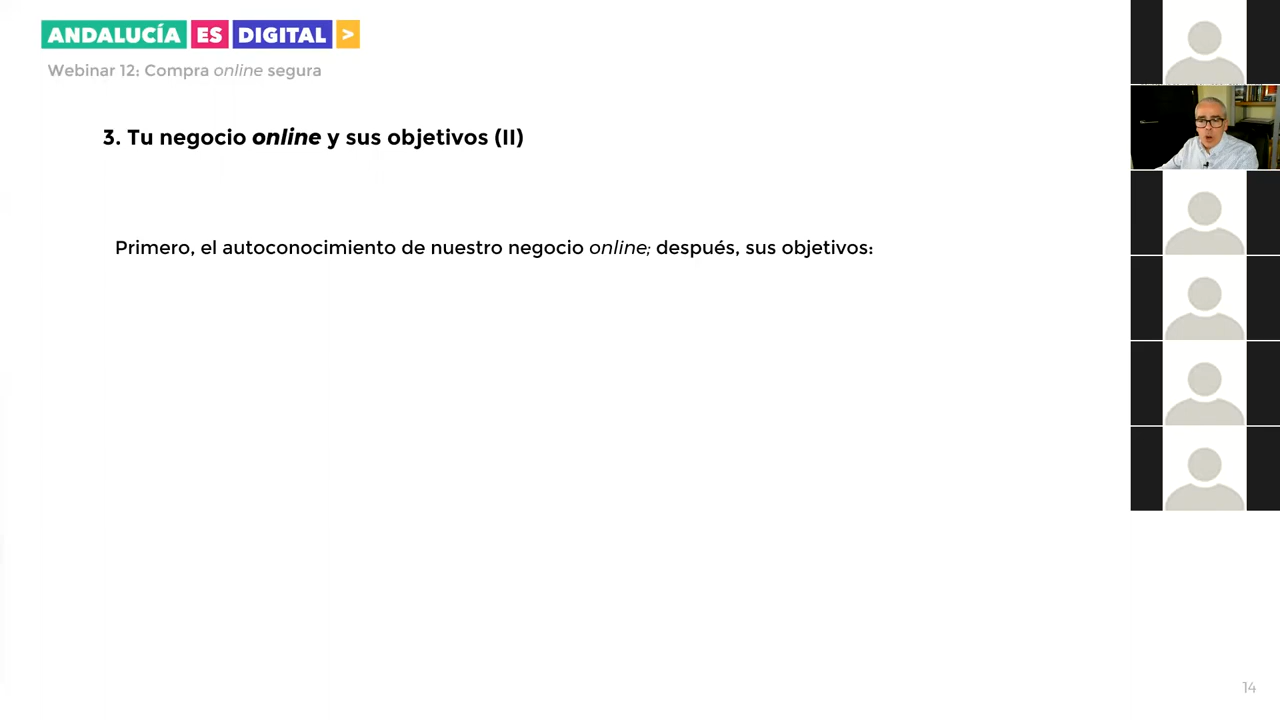 ANDALUCÍA ES DIGITAL >
Webinar 12: Compra online segura
3. Tu negocio online y sus objetivos (II)
Primero, el autoconocimiento de nuestro negocio online; después, sus objetivos:
14